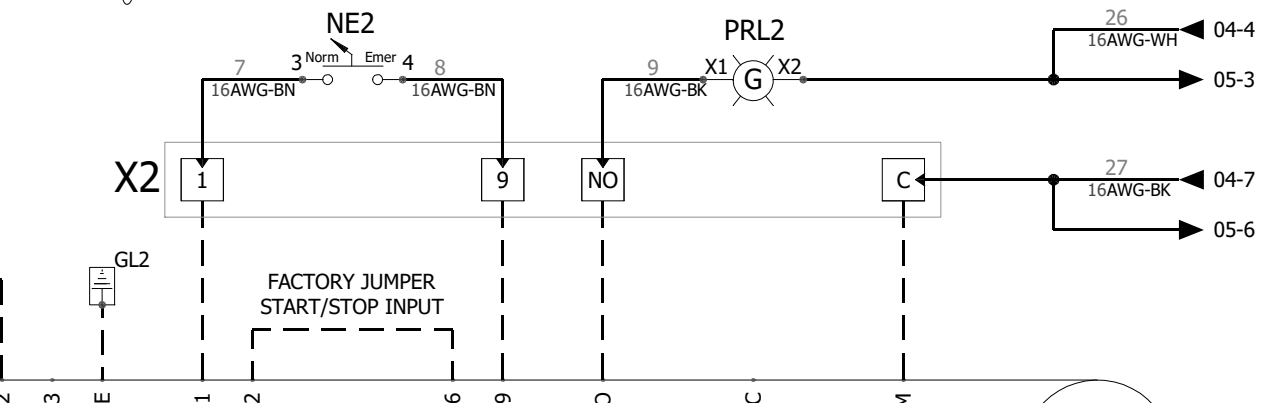 NE2
PRL2
26
16AWG-WH
04-4
7
3
Norm
Emer
4
8
9
X1
G
X2
16AWG-BN
16AWG-BN
16AWG-BK
05-3
X2
1
9
NO
C
27
16AWG-BK
04-7
05-6
GL2
FACTORY JUMPER
START/STOP INPUT
2
3
E
1
2
6
9
C